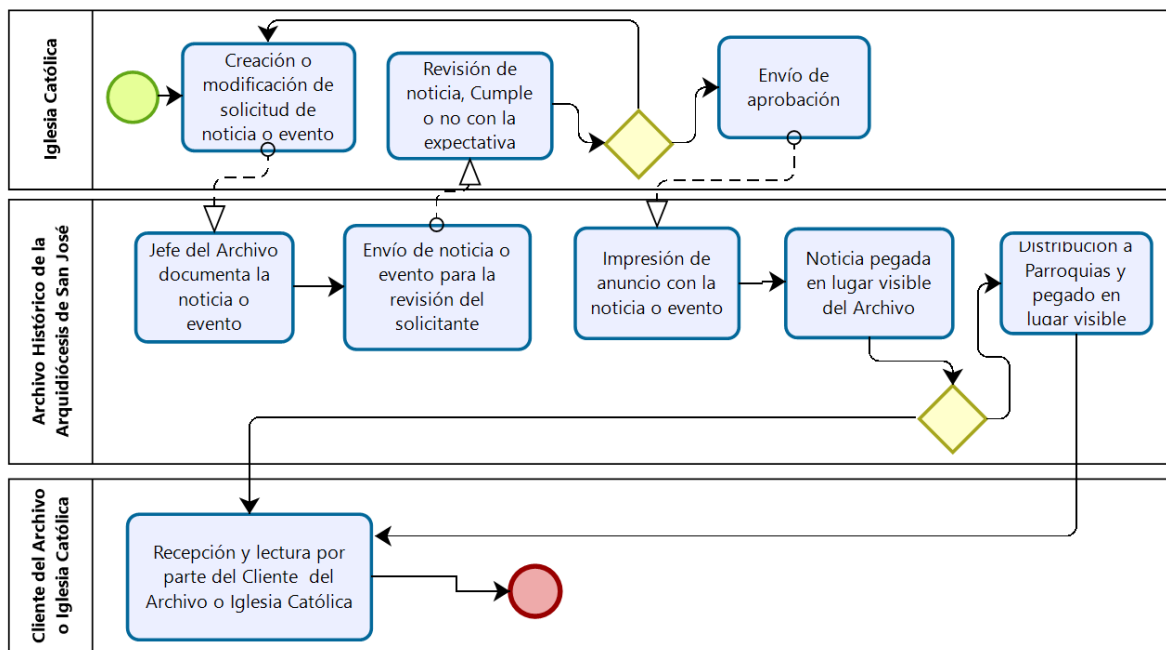 Iglesia Católica
Creación o
modificación de
solicitud de
noticia o evento
Revisión de
noticia, Cumple
o no con la
expectativa
Envío de
aprobación
Archivo Histórico de la
Arquidiócesis de San José
Jefe del Archivo
documenta la
noticia o
evento
Envío de noticia o
evento para la
revisión del
solicitante
Impresión de
anuncio con la
noticia o evento
Noticia pegada
en lugar visible
del Archivo
Distribución a
Parroquias y
pegado en
lugar visible
Cliente del Archivo
o Iglesia Católica
Recepción y lectura por
parte del Cliente del
Archivo o Iglesia Católica